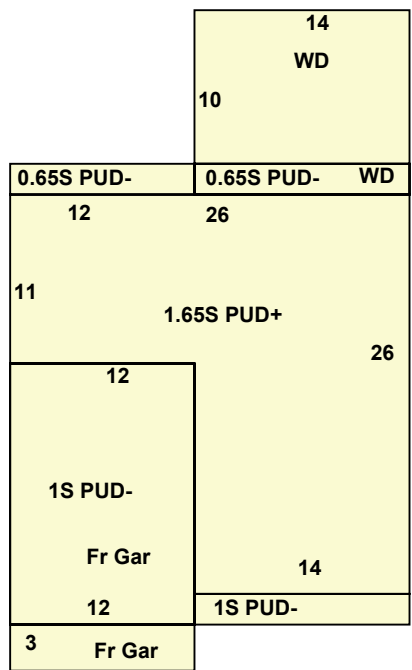 14
WD
10
0.65S PUD-
0.65S PUD- WD
12
26
11
1.65S PUD+
26
12
1S PUD-
Fr Gar
14
12
1S PUD-
3
Fr Gar